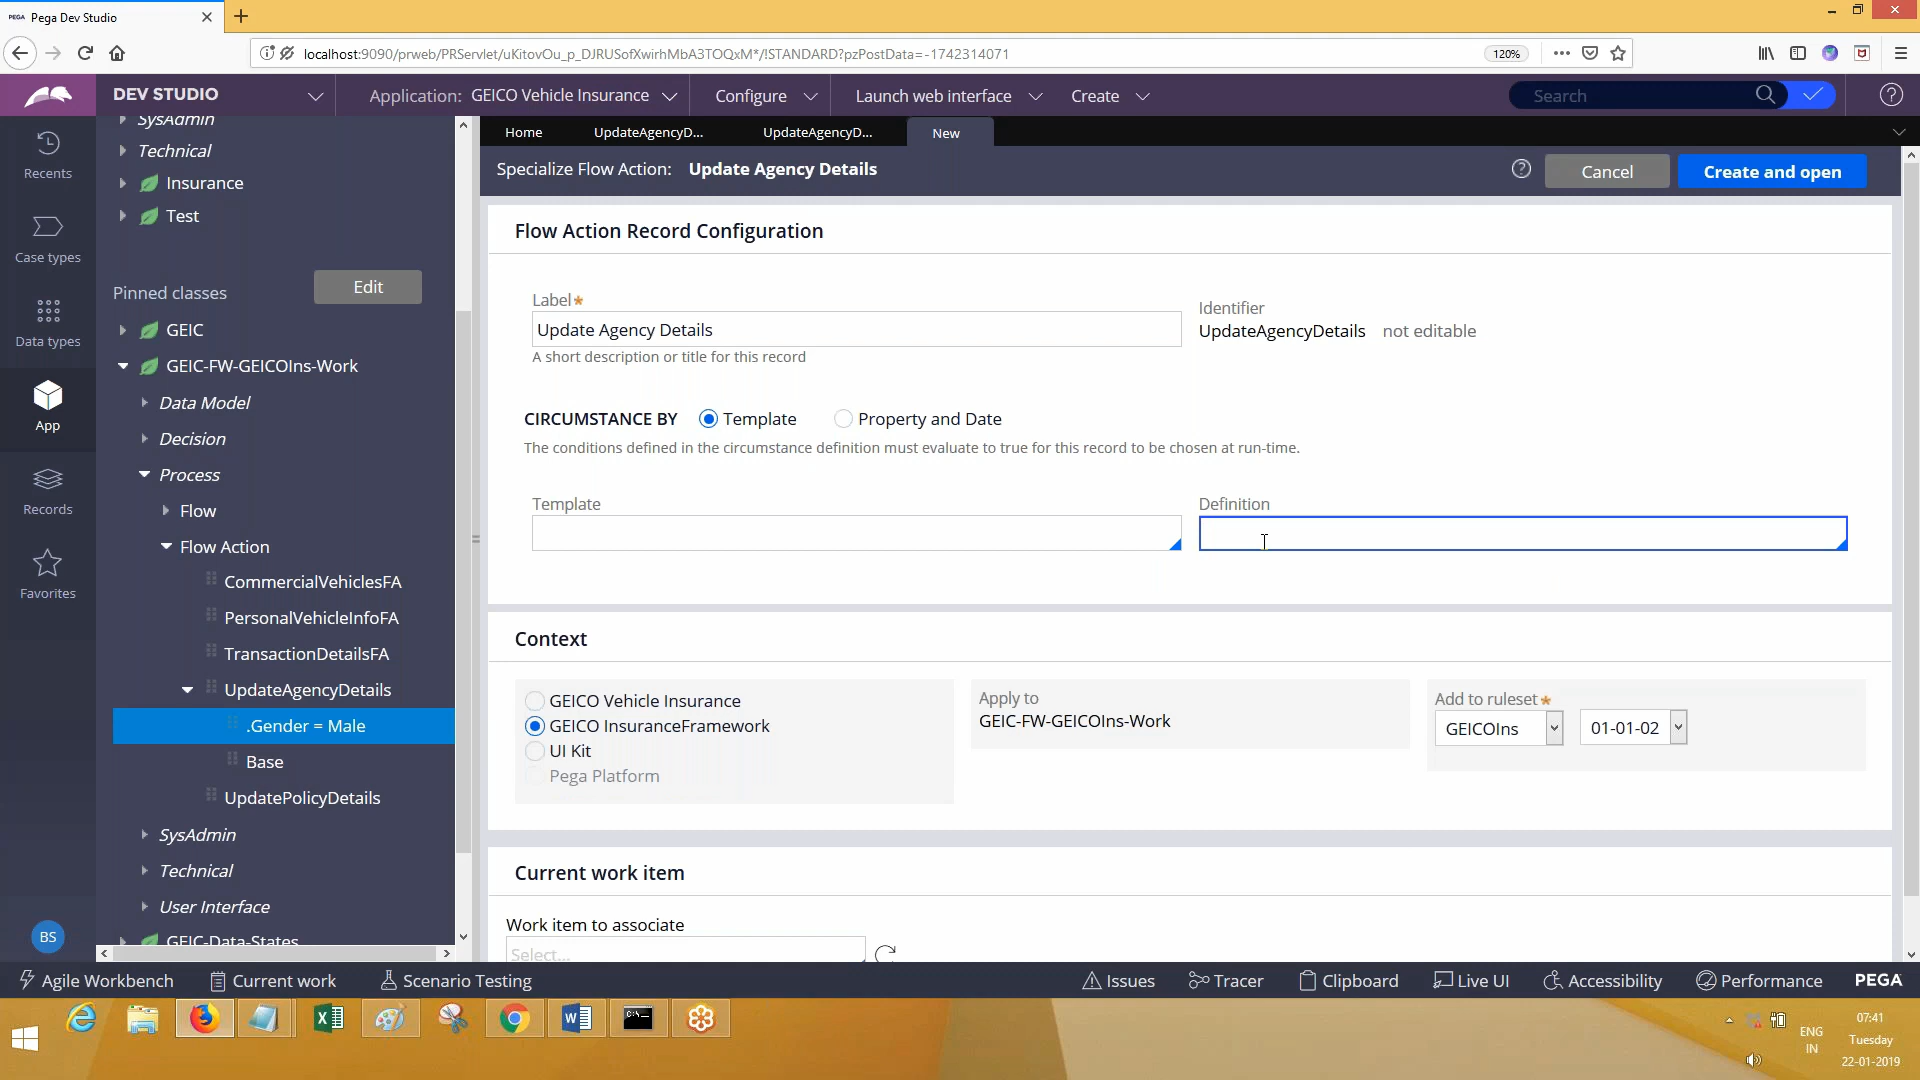 PEGA Pega Dev Studio
localhost:9090/prweb/PRServlet/uKitovOu_p_DJRUSofXwirhMbA3TOQxM*/!STANDARD?pzPostData=-1742314071
120%
DEV STUDIO
Application: GEICO Vehicle Insurance
Configure
Launch web interface
Create
Search
Recents
Case types
Data types
App
Records
Favorites
BS
SysAdmin
Technical
Insurance
Test
Pinned classes
Edit
GEIC
GEIC-FW-GEICOIns-Work
Data Model
Decision
Process
Flow
Flow Action
CommercialVehiclesFA
PersonalVehicleInfoFA
TransactionDetailsFA
UpdateAgencyDetails
.Gender = Male
Base
UpdatePolicyDetails
SysAdmin
Technical
User Interface
GEIC-Data-States
Home
UpdateAgencyD...
UpdateAgencyD...
New
Specialize Flow Action: Update Agency Details
Cancel
Create and open
Flow Action Record Configuration
Label*
Update Agency Details
A short description or title for this record
Identifier
UpdateAgencyDetails not editable
CIRCUMSTANCE BY
Template
Property and Date
The conditions defined in the circumstance definition must evaluate to true for this record to be chosen at run-time.
Template
Definition
Context
GEICO Vehicle Insurance
GEICO InsuranceFramework
UI Kit
Pega Platform
Apply to
GEIC-FW-GEICOIns-Work
Add to ruleset*
GEICOIns
01-01-02
Current work item
Work item to associate
Select...
Agile Workbench
Current work
Scenario Testing
Issues
Tracer
Clipboard
Live UI
Accessibility
Performance
PEGA
ENG
IN
07:41
Tuesday
22-01-2019